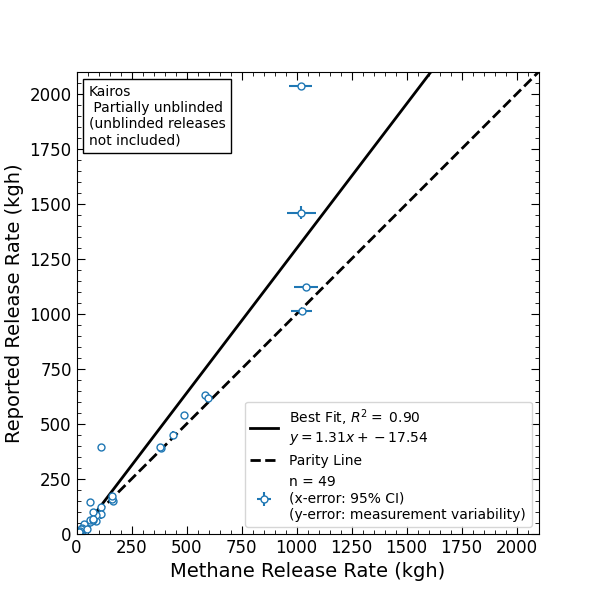 Kairos
Partially unblinded
(unblinded releases
not included)
Reported Release Rate (kgh)
2000
1750
1500
1250
1000
750
500
250
0
Best Fit, R² = 0.90
y = 1.31x + −17.54
Parity Line
n = 49
(x-error: 95% CI)
(y-error: measurement variability)
0 250 500 750 1000 1250 1500 1750 2000
Methane Release Rate (kgh)